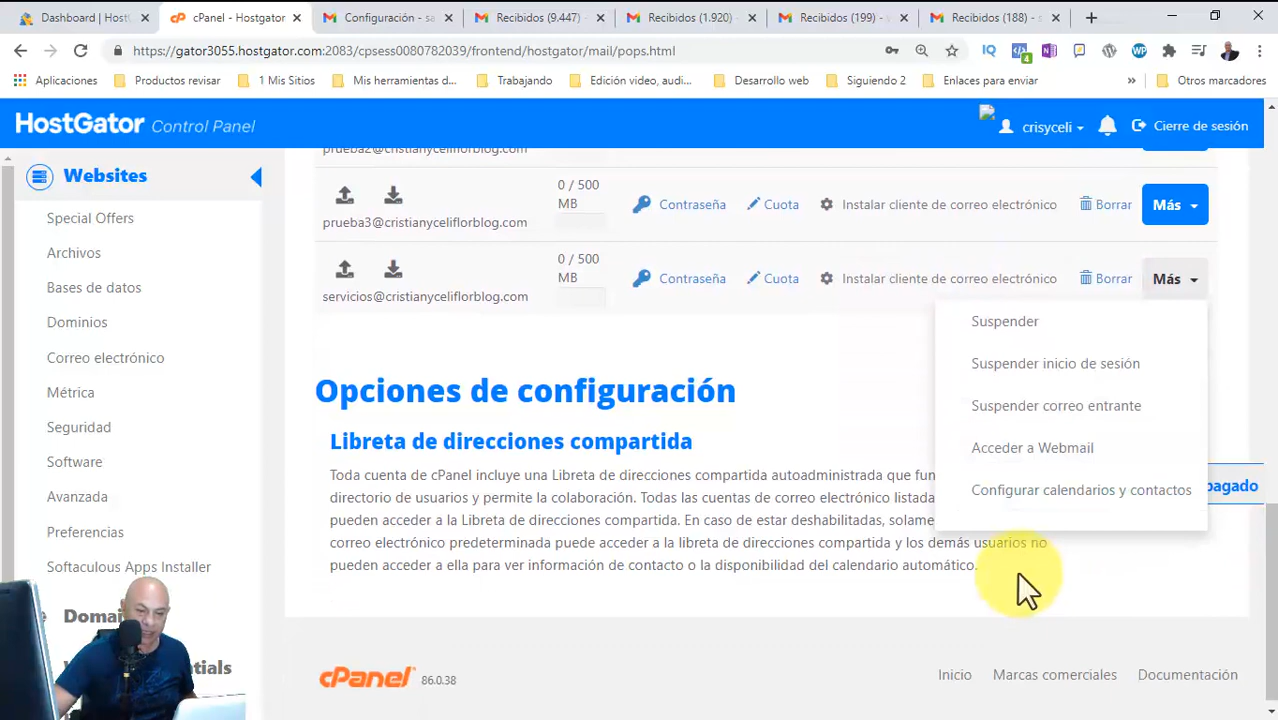 Dashboard | Host
cPanel - Hostgator
Configuración - sa
Recibidos (9.447)
Recibidos (1.920)
Recibidos (199) -
Recibidos (188) - s
https://gator3055.hostgator.com:2083/cpsess0080782039/frontend/hostgator/mail/pops.html
Aplicaciones
Productos revisar
1 Mis Sitios
Mis herramientas d...
Trabajando
Edición video, audi...
Desarrollo web
Siguiendo 2
Enlaces para enviar
»
Otros marcadores
HostGator Control Panel
crisyceli
Cierre de sesión
Websites
Special Offers
Archivos
Bases de datos
Dominios
Correo electrónico
Métrica
Seguridad
Software
Avanzada
Preferencias
Softaculous Apps Installer
prueba2@cristianyceliflorblog.com
0 / 500
MB
Contraseña
Cuota
Instalar cliente de correo electrónico
Borrar
Más
prueba3@cristianyceliflorblog.com
0 / 500
MB
Contraseña
Cuota
Instalar cliente de correo electrónico
Borrar
Más
servicios@cristianyceliflorblog.com
Suspender
Suspender inicio de sesión
Suspender correo entrante
Acceder a Webmail
Configurar calendarios y contactos
pagado
Opciones de configuración
Libreta de direcciones compartida
Toda cuenta de cPanel incluye una Libreta de direcciones compartida autoadministrada que fun
directorio de usuarios y permite la colaboración. Todas las cuentas de correo electrónico listada
pueden acceder a la Libreta de direcciones compartida. En caso de estar deshabilitadas, solame
correo electrónico predeterminada puede acceder a la libreta de direcciones compartida y los demás usuarios no
pueden acceder a ella para ver información de contacto o la disponibilidad del calendario automático.
cPanel 86.0.38
Inicio
Marcas comerciales
Documentación